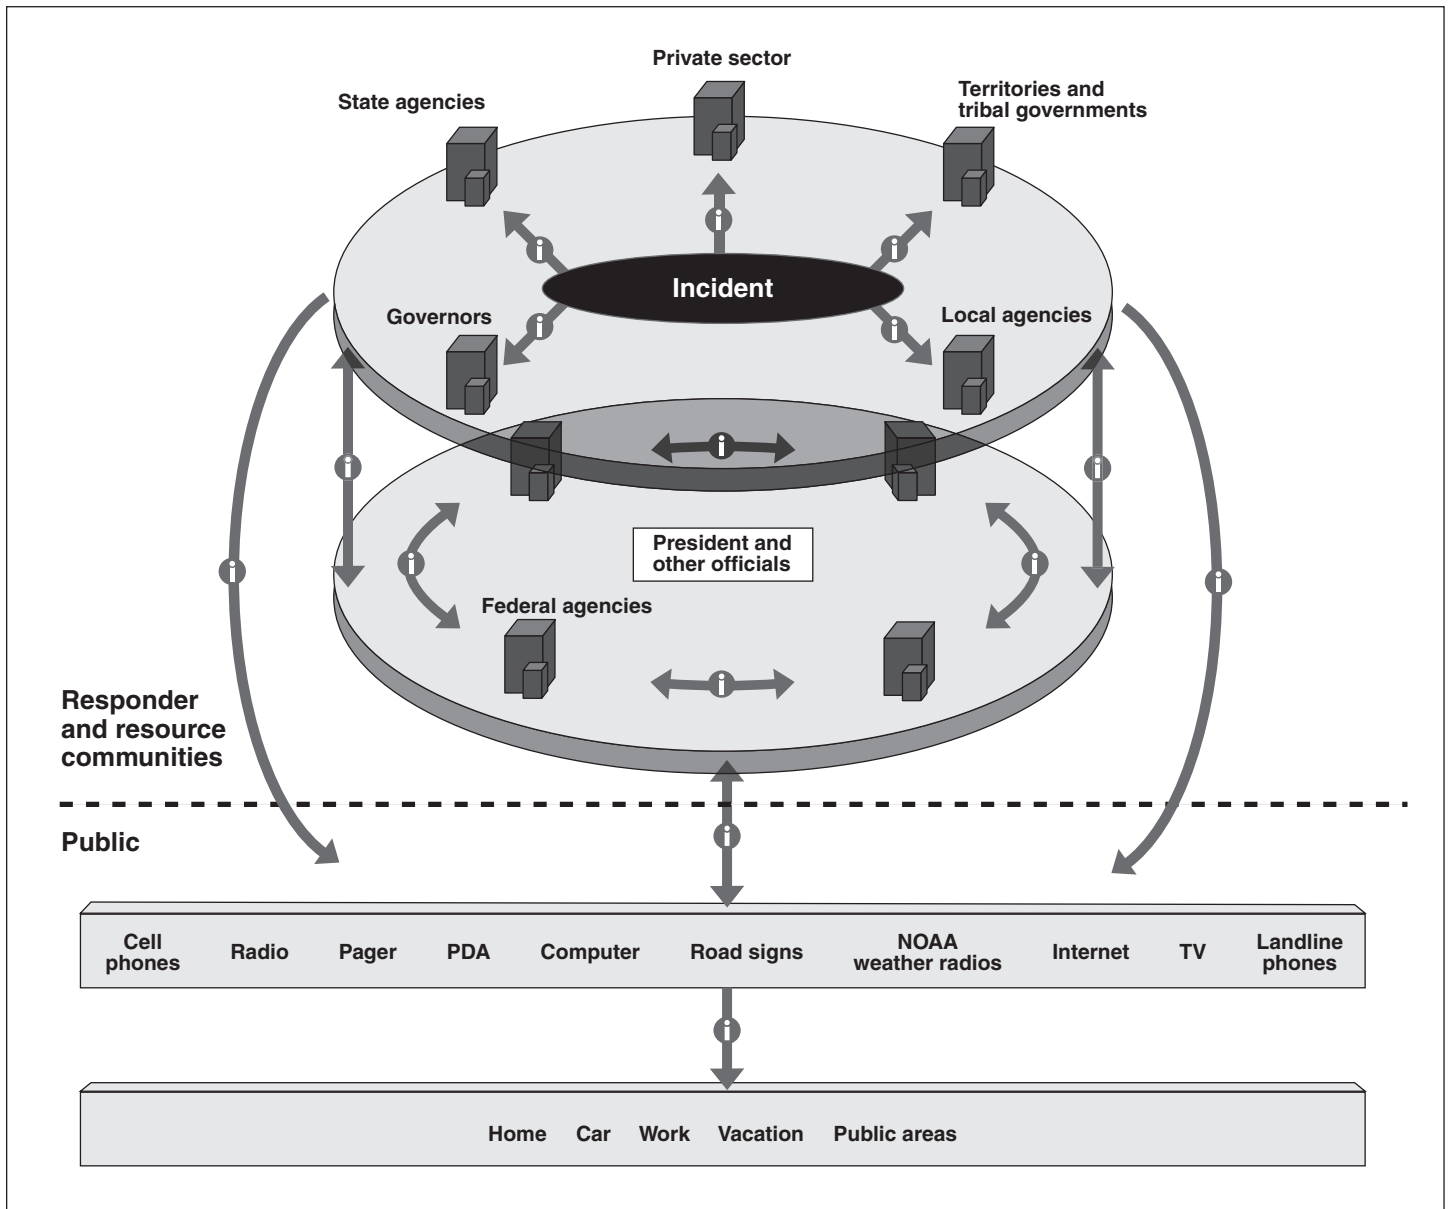 Private sector
State agencies
Territories and
tribal governments
Incident
Governors
Local agencies
President and
other officials
Federal agencies
Responder
and resource
communities
Public
Cell
phones
Radio
Pager
PDA
Computer
Road signs
NOAA
weather radios
Internet
TV
Landline
phones
Home Car Work Vacation Public areas